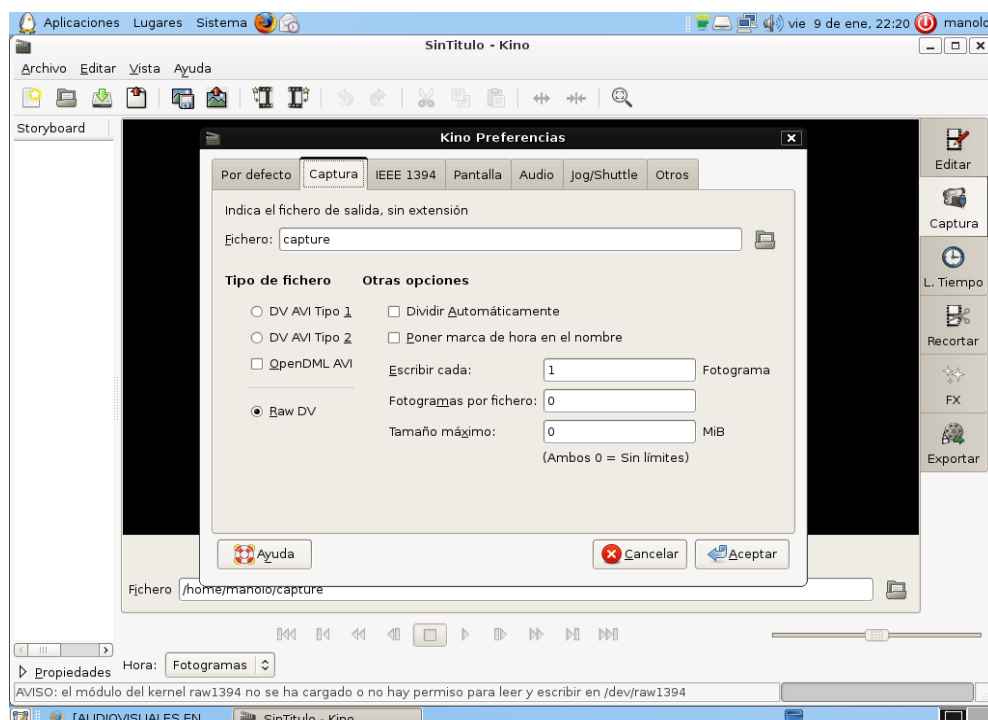 Aplicaciones Lugares Sistema vie 9 de ene, 22:20 manolo
SinTitulo - Kino
Archivo Editar Vista Ayuda
Storyboard
Kino Preferencias
Por defecto Captura IEEE 1394 Pantalla Audio Jog/Shuttle Otros
Indica el fichero de salida, sin extensión
Fichero: capture
Tipo de fichero Otras opciones
DV AVI Tipo 1 Dividir Automáticamente
DV AVI Tipo 2 Poner marca de hora en el nombre
OpenDML AVI Escribir cada: 1 Fotograma
Raw DV Fotogramas por fichero: 0
Tamaño máximo: 0 MiB
(Ambos 0 = Sin límites)
Ayuda Cancelar Aceptar
Editar
Captura
L. Tiempo
Recortar
FX
Exportar
Fichero /home/manolo/capture
Propiedades Hora: Fotogramas
AVISO: el módulo del kernel raw1394 no se ha cargado o no hay permiso para leer y escribir en /dev/raw1394
[AUDIOVISUALES EN SinTitulo - Kino